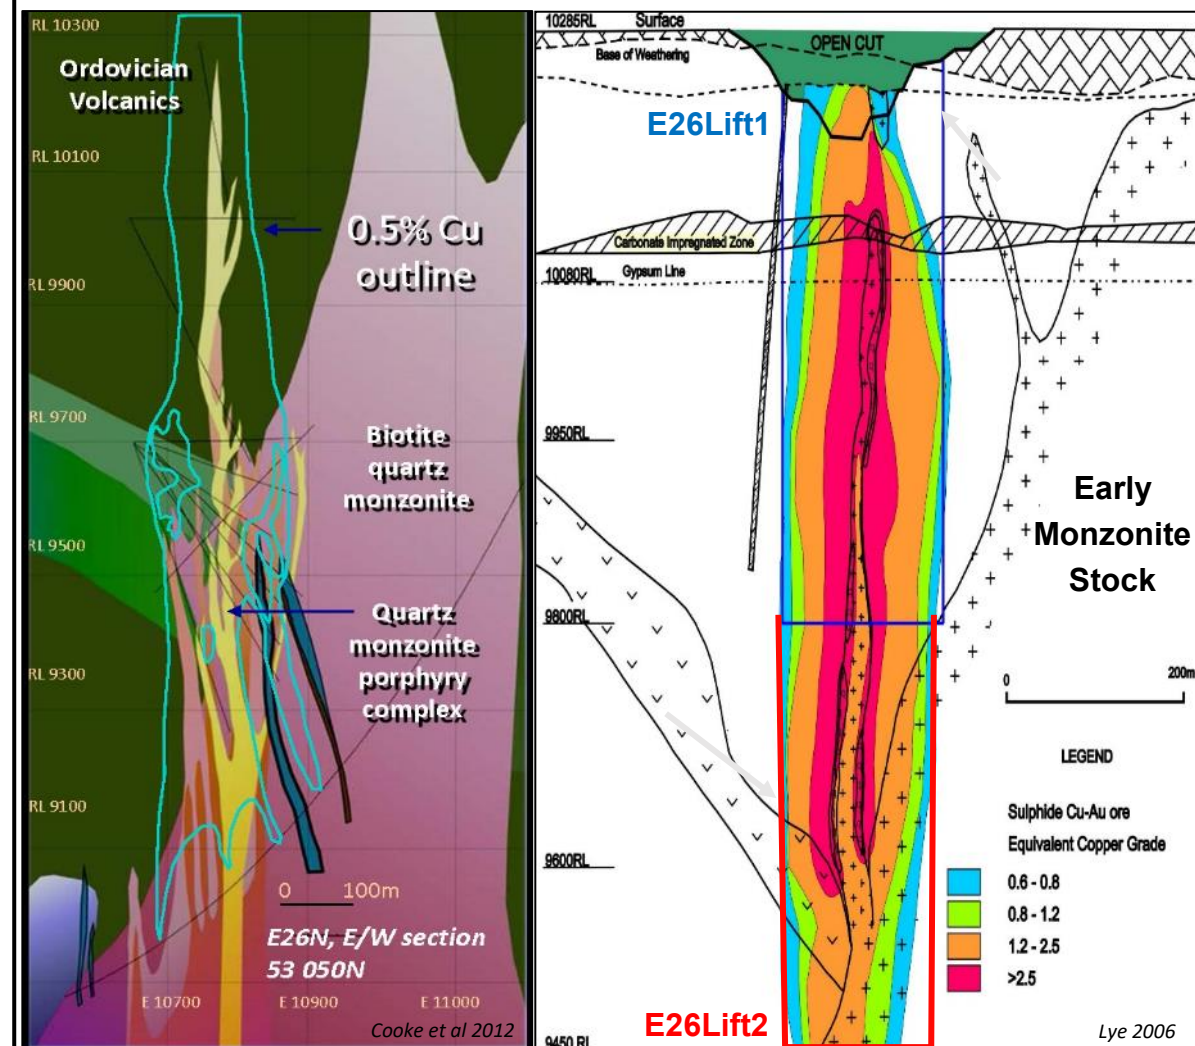 RL 10300
Ordovician
Volcanics
RL 10100
0.5% Cu
outline
RL 9900
RL 9700
Biotite
quartz
monzonite
RL 9500
Quartz
monzonite
porphyry
complex
RL 9300
RL 9100
0 100m
E26N, E/W section
53 050N
E 10700 E 10900 E 11000
Cooke et al 2012
10285RL Surface
OPEN CUT
Base of Weathering
E26Lift1
Carbonate Impregnated Zone
10080RL Gypsum Line
9950RL
Early
Monzonite
Stock
9800RL
0 200m
LEGEND
Sulphide Cu-Au ore
Equivalent Copper Grade
9600RL
0.6 - 0.8
0.8 - 1.2
1.2 - 2.5
>2.5
E26Lift2
9450 RL
Lye 2006